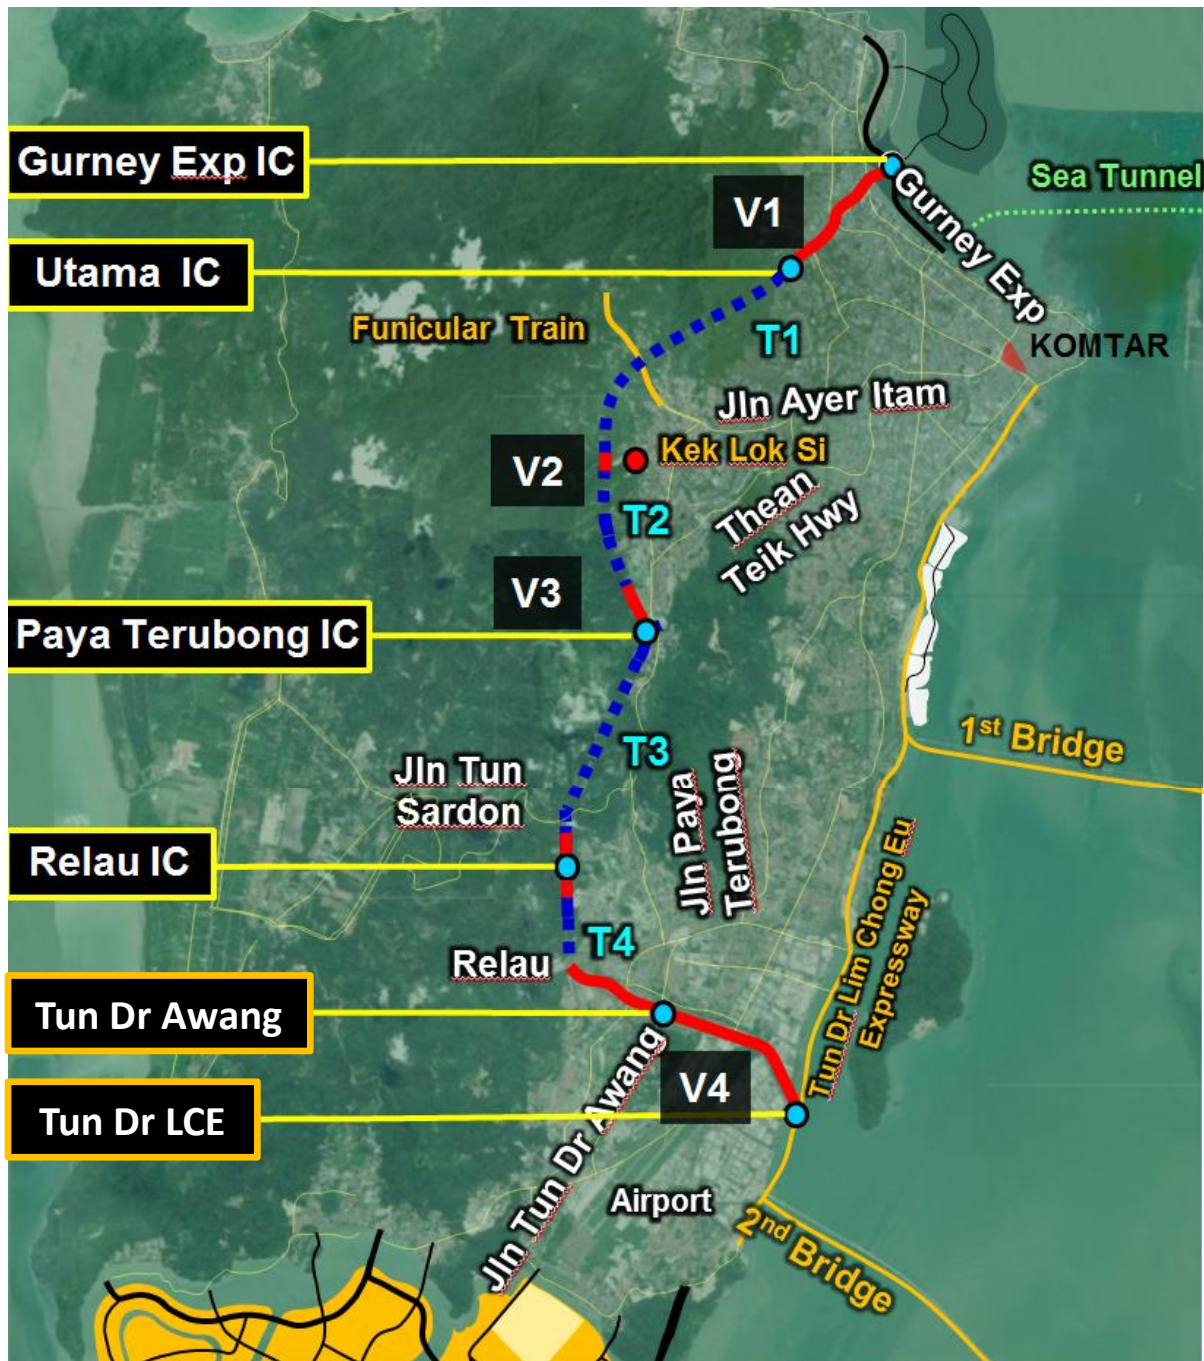 Gurney Exp IC
Sea Tunnel
V1
Gurney Exp
Utama IC
Funicular Train
T1
KOMTAR
Jln Ayer Itam
V2
Kek Lok Si
T2
Thean
Teik Hwy
V3
Paya Terubong IC
1st Bridge
T3
Jln Tun
Sardon
Jln Paya
Terubong
Relau IC
Tun Dr Lim Chong Eu
Expressway
T4
Relau
Tun Dr Awang
V4
Tun Dr LCE
Jln Tun Dr Awang
Airport
2nd Bridge